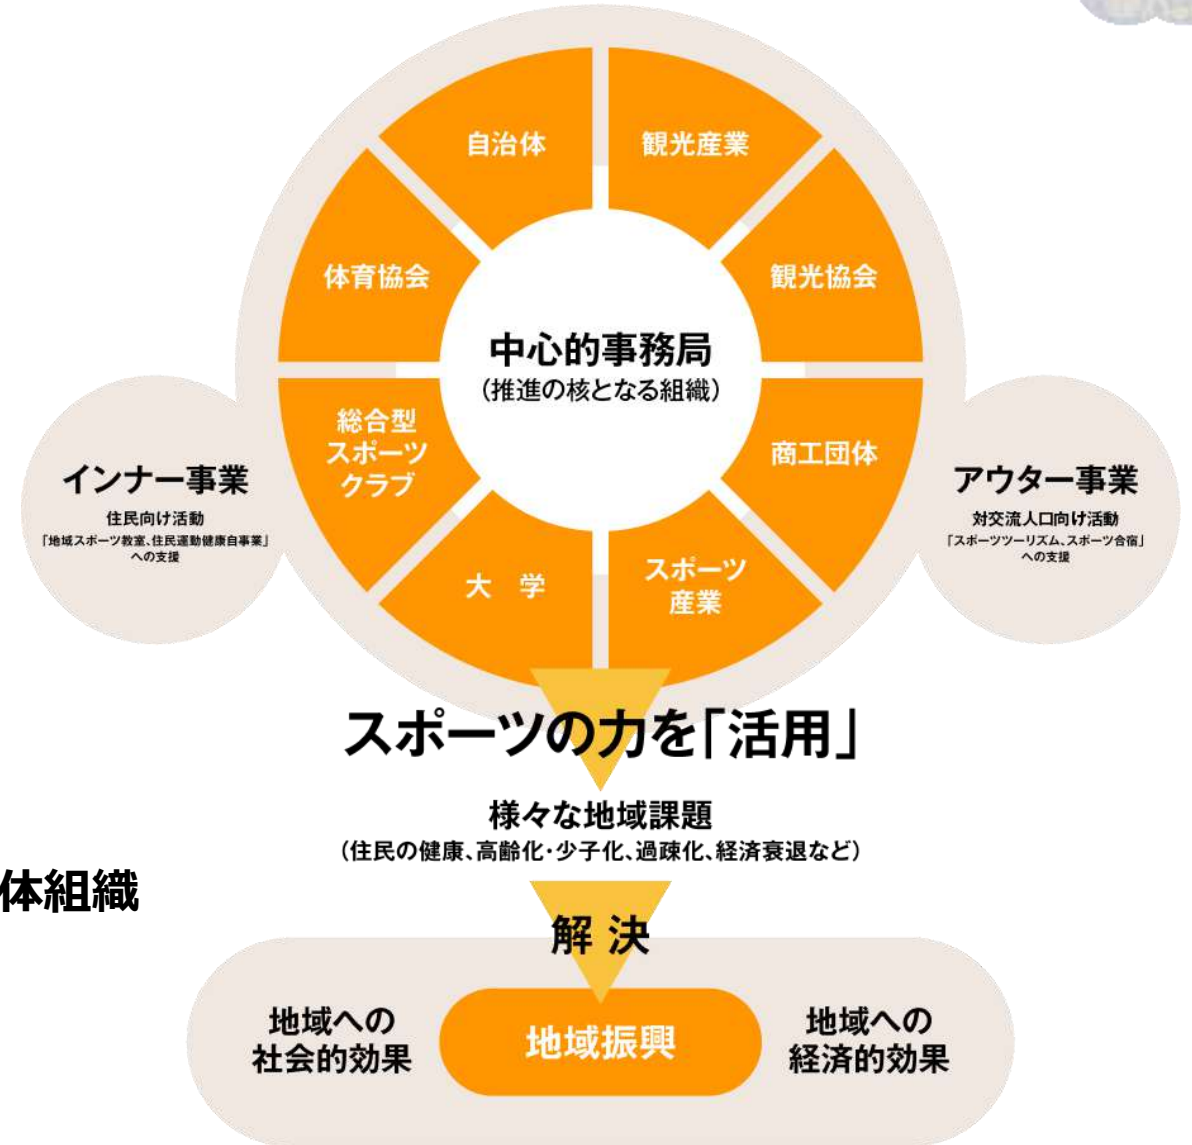 自治体
観光産業
体育協会
観光協会
中心的事務局
（推進の核となる組織）
総合型
スポーツ
クラブ
商工団体
インナー事業
住民向け活動
「地域スポーツ教室、住民運動健康自事業」
への支援
アウター事業
対交流人口向け活動
「スポーツツーリズム、スポーツ合宿」
への支援
大　学
スポーツ
産業
スポーツの力を「活用」
様々な地域課題
（住民の健康、高齢化・少子化、過疎化、経済衰退など）
体組織
解 決
地域への
社会的効果
地域振興
地域への
経済的効果